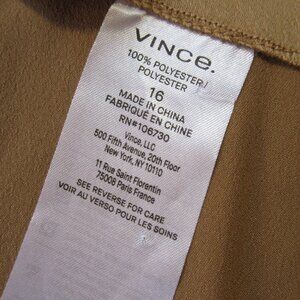 VINCE.
100% POLYESTER /
POLYESTER
16
MADE IN CHINA
FABRIQUÉ EN CHINE
RN#106730
Vince, LLC
500 Fifth Avenue, 20th Floor
New York, NY 10110
11 Rue Saint Florentin
75008 Paris France
SEE REVERSE FOR CARE
VOIR AU VERSO POUR LES SOINS